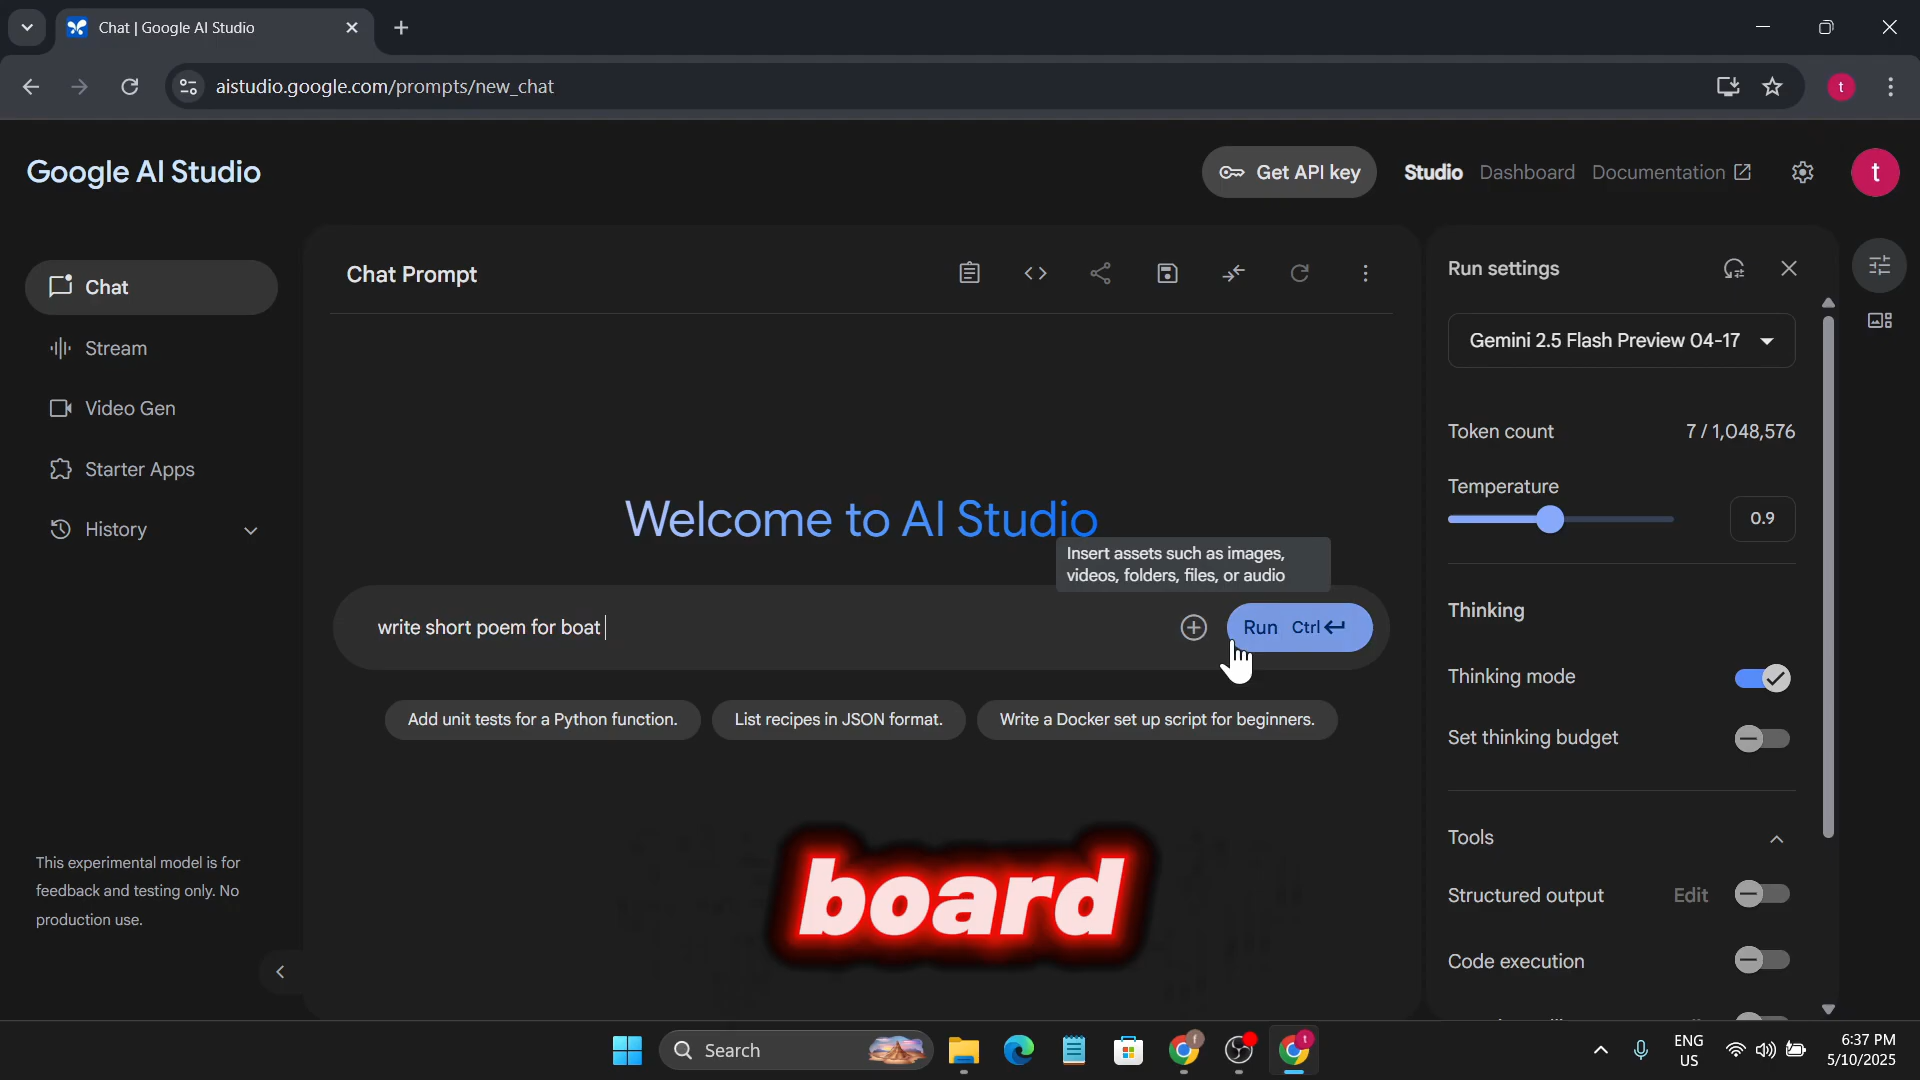 Chat | Google AI Studio
aistudio.google.com/prompts/new_chat
t
Google AI Studio
Get API key
Studio
Dashboard
Documentation
t
Chat
Stream
Video Gen
Starter Apps
History
This experimental model is for
feedback and testing only. No
production use.
Chat Prompt
Welcome to AI Studio
Insert assets such as images,
videos, folders, files, or audio
write short poem for boat
Run Ctrl
Add unit tests for a Python function.
List recipes in JSON format.
Write a Docker set up script for beginners.
board
Run settings
Gemini 2.5 Flash Preview 04-17
Token count 7 / 1,048,576
Temperature
0.9
Thinking
Thinking mode
Set thinking budget
Tools
Structured output Edit
Code execution
Search
f
t
ENG
US
6:37 PM
5/10/2025